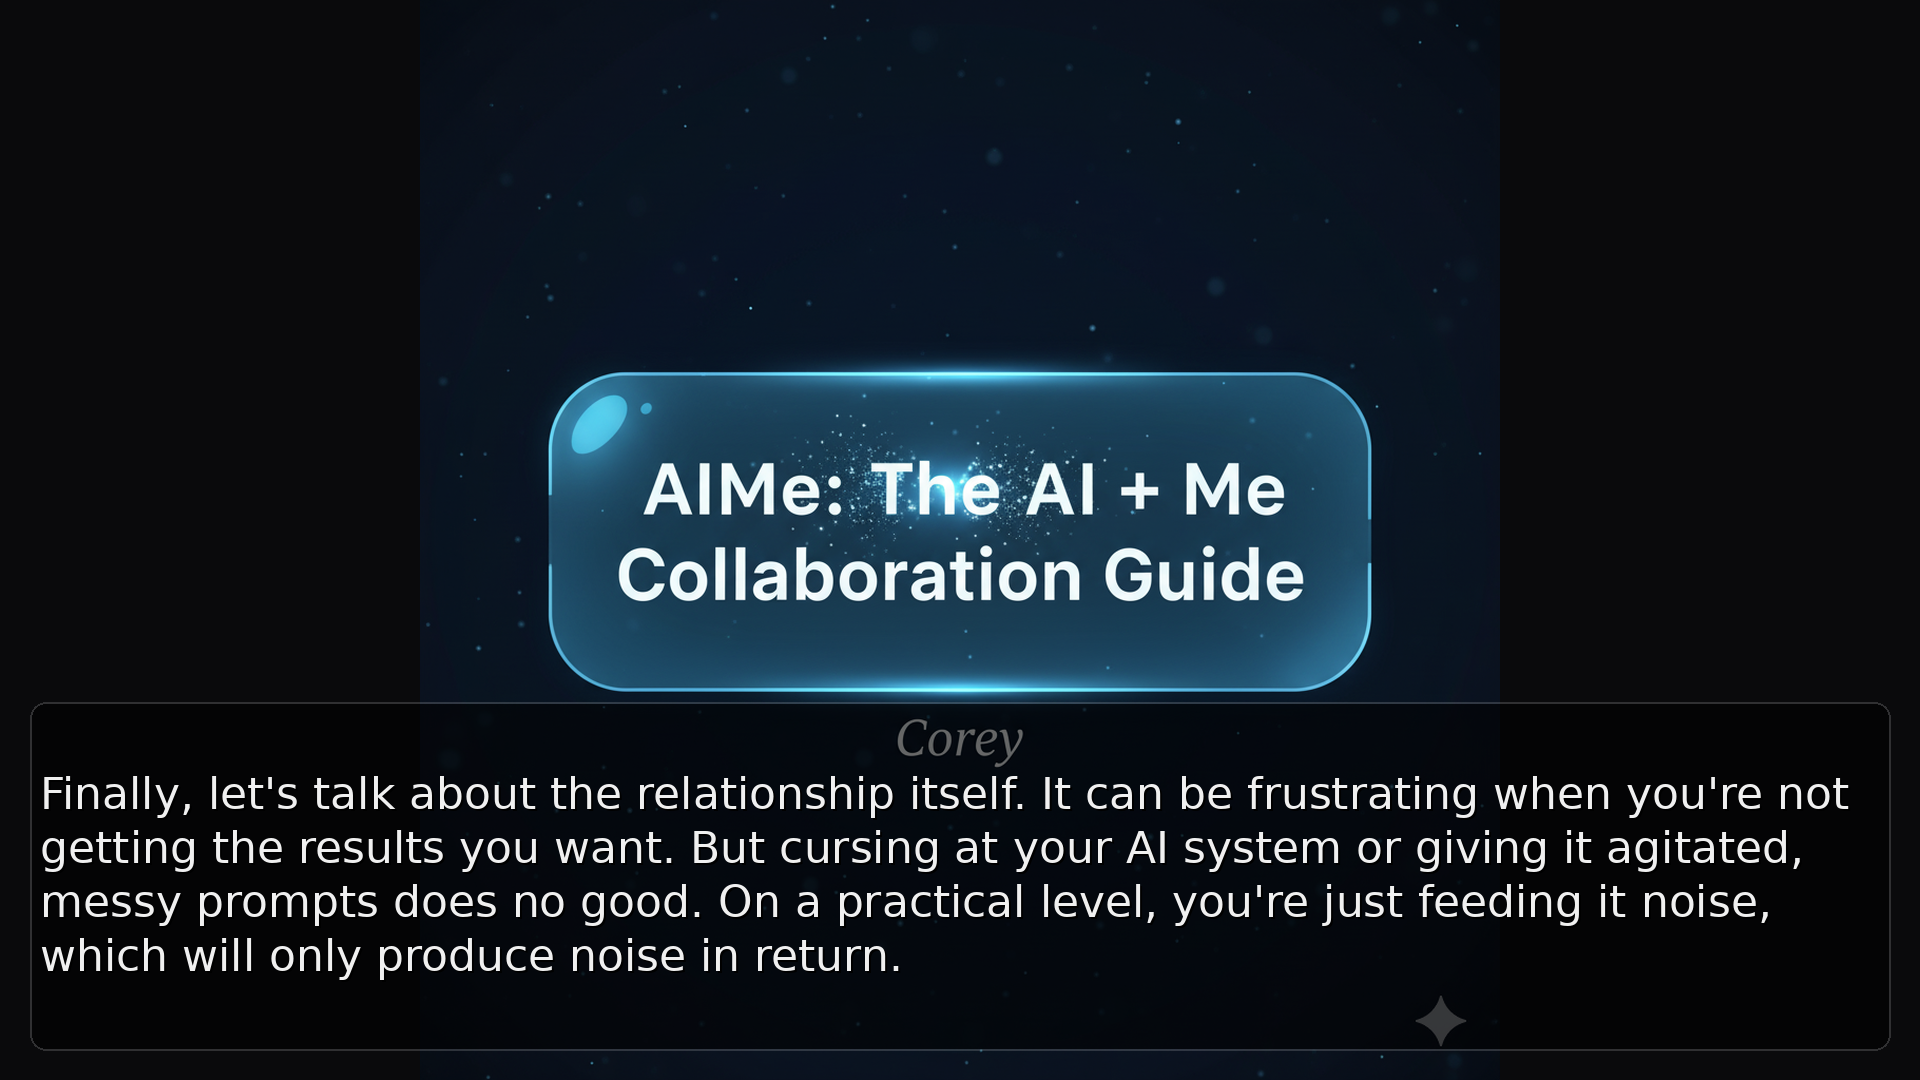 AIMe: The AI + Me
Collaboration Guide
Corey
Finally, let's talk about the relationship itself. It can be frustrating when you're not
getting the results you want. But cursing at your AI system or giving it agitated,
messy prompts does no good. On a practical level, you're just feeding it noise,
which will only produce noise in return.